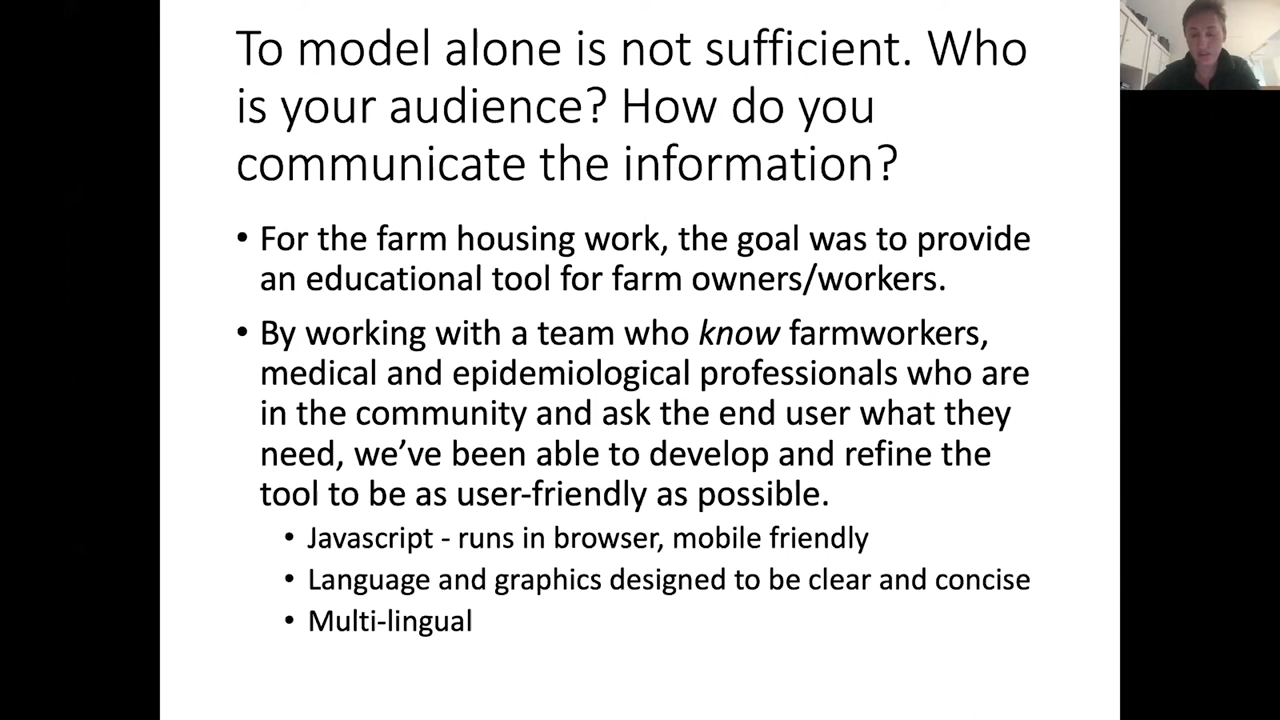 To model alone is not sufficient. Who
is your audience? How do you
communicate the information?
• For the farm housing work, the goal was to provide
an educational tool for farm owners/workers.
• By working with a team who know farmworkers,
medical and epidemiological professionals who are
in the community and ask the end user what they
need, we’ve been able to develop and refine the
tool to be as user-friendly as possible.
• Javascript - runs in browser, mobile friendly
• Language and graphics designed to be clear and concise
• Multi-lingual